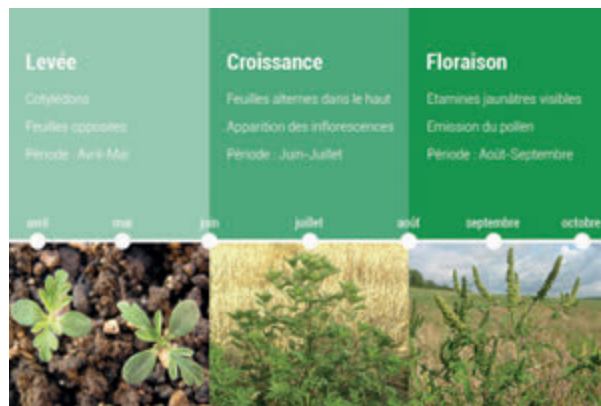 Levée
Cotylédons
Feuilles opposées
Période : Avril-Mai
Croissance
Feuilles alternes dans le haut
Apparition des inflorescences
Période : Juin-Juillet
Floraison
Etamines jaunâtres visibles
Emission du pollen
Période : Août-Septembre
avril mai juin juillet août septembre octobre